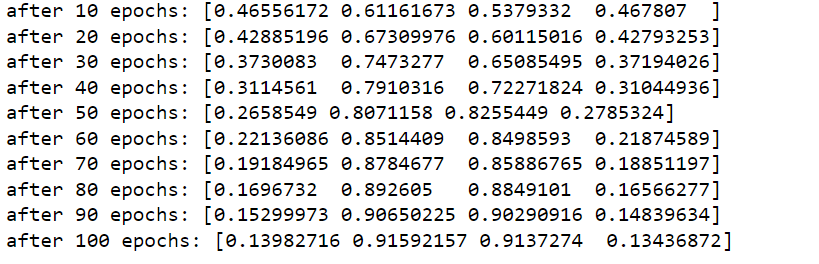 after 10 epochs: [0.46556172 0.61161673 0.5379332  0.467807  ]
after 20 epochs: [0.42885196 0.67309976 0.60115016 0.42793253]
after 30 epochs: [0.3730083  0.7473277  0.65085495 0.37194026]
after 40 epochs: [0.3114561  0.7910316  0.72271824 0.31044936]
after 50 epochs: [0.2658549 0.8071158 0.8255449 0.2785324]
after 60 epochs: [0.22136086 0.8514409  0.8498593  0.21874589]
after 70 epochs: [0.19184965 0.8784677  0.85886765 0.18851197]
after 80 epochs: [0.1696732  0.892605   0.8849101  0.16566277]
after 90 epochs: [0.15299973 0.90650225 0.90290916 0.14839634]
after 100 epochs: [0.13982716 0.91592157 0.9137274  0.13436872]